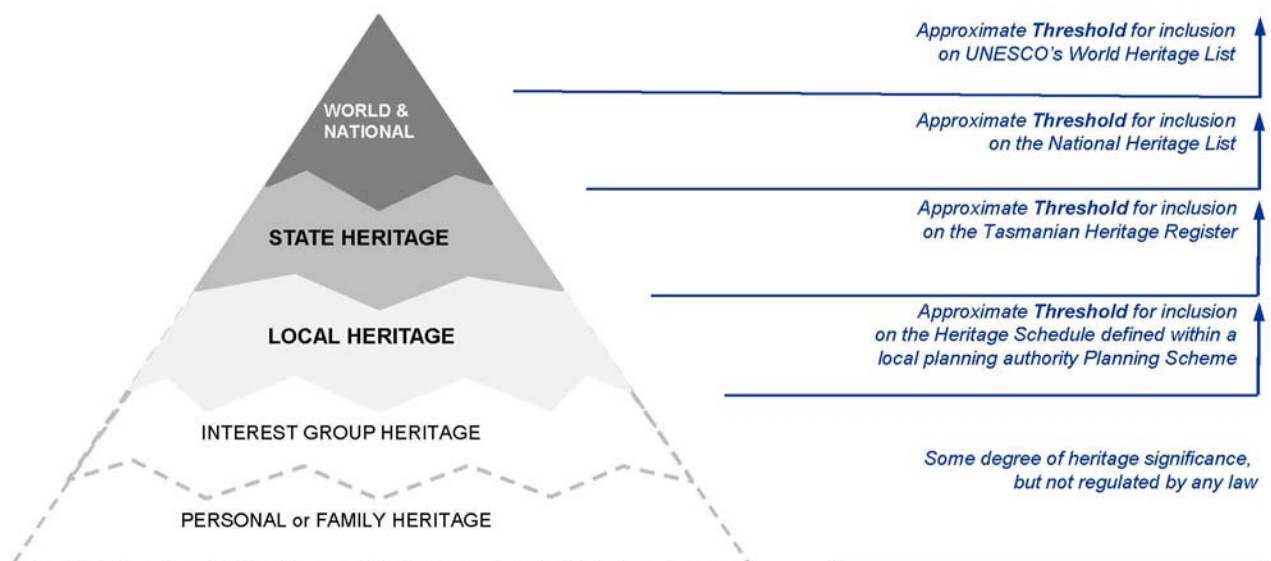 Approximate Threshold for inclusion
on UNESCO's World Heritage List
WORLD &
NATIONAL
Approximate Threshold for inclusion
on the National Heritage List
Approximate Threshold for inclusion
on the Tasmanian Heritage Register
STATE HERITAGE
Approximate Threshold for inclusion
on the Heritage Schedule defined within a
local planning authority Planning Scheme
LOCAL HERITAGE
INTEREST GROUP HERITAGE
Some degree of heritage significance,
but not regulated by any law
PERSONAL or FAMILY HERITAGE